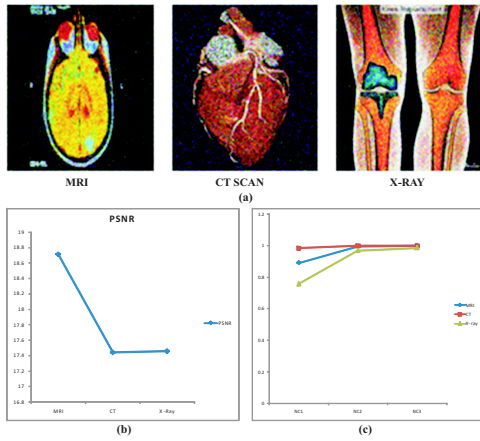 Knee Replacement
MRI
CT SCAN
X-RAY
(a)
PSNR
19
18.8
18.6
18.4
18.2
18
17.8
17.6
17.4
17.2
17
16.8
MRI
CT
X-Ray
PSNR
(b)
1.2
1
0.8
0.6
0.4
0.2
0
NC1
NC2
NC3
MRI
CT
X-ray
(c)